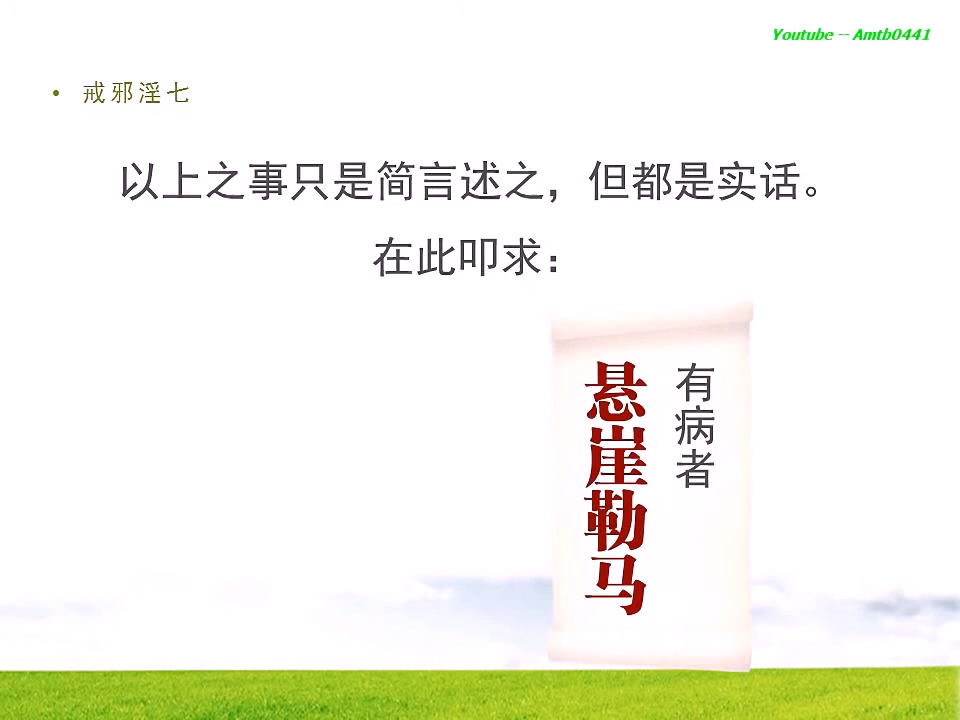 Youtube -- Amtb0441
• 戒邪淫七
以上之事只是简言述之，但都是实话。
在此叩求：
有病者
悬崖勒马